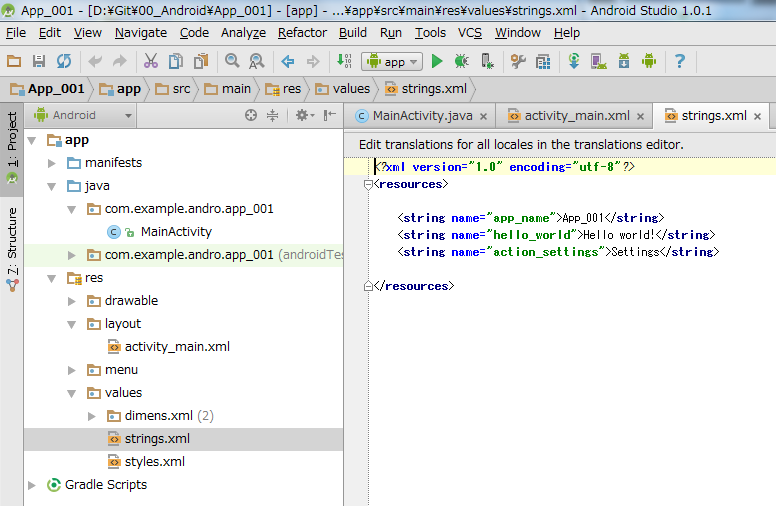 App_001 - [D:¥Git¥00_Android¥App_001] - [app] - ...¥app¥src¥main¥res¥values¥strings.xml - Android Studio 1.0.1
File Edit View Navigate Code Analyze Refactor Build Run Tools VCS Window Help
app
App_001 app src main res values strings.xml
1: Project
7: Structure
Android
app
manifests
java
com.example.andro.app_001
MainActivity
com.example.andro.app_001 (androidTes
res
drawable
layout
activity_main.xml
menu
values
dimens.xml (2)
strings.xml
styles.xml
Gradle Scripts
MainActivity.java activity_main.xml strings.xml
Edit translations for all locales in the translations editor.
<?xml version="1.0" encoding="utf-8"?>
<resources>
<string name="app_name">App_001</string>
<string name="hello_world">Hello world!</string>
<string name="action_settings">Settings</string>
</resources>